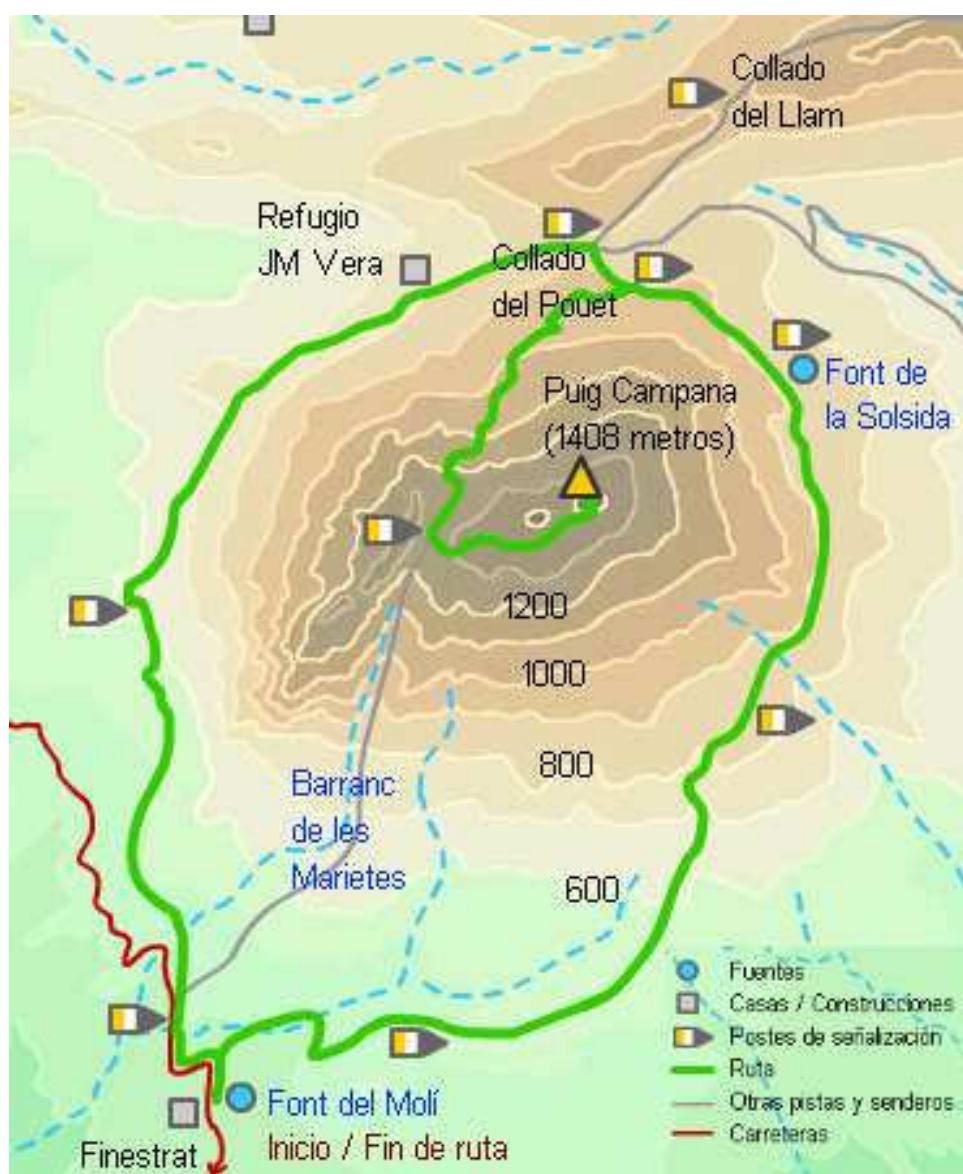 Collado
del Llam
Refugio
JM Vera
Collado
del Pouet
Font de
la Solsida
Puig Campana
(1408 metros)
1200
1000
800
600
Barranc
de les
Marietes
Fuentes
Casas / Construcciones
Postes de señalización
Ruta
Otras pistas y senderos
Carreteras
Font del Molí
Inicio / Fin de ruta
Finestrat